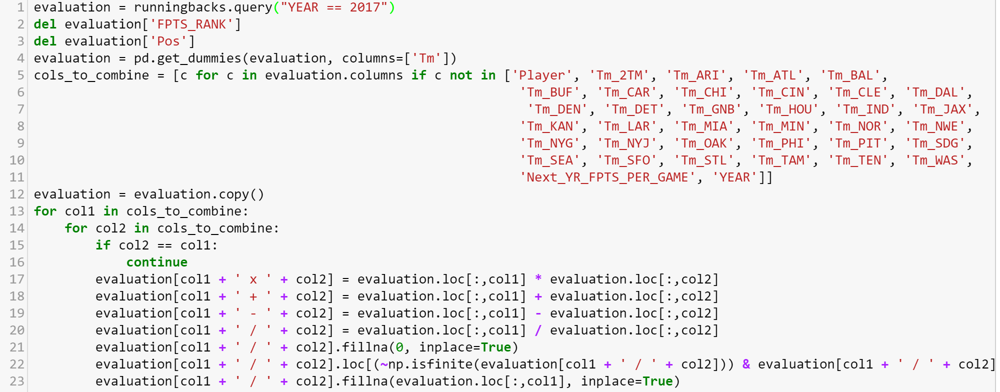 1 evaluation = runningbacks.query("YEAR == 2017")
2 del evaluation['FPTS_RANK']
3 del evaluation['Pos']
4 evaluation = pd.get_dummies(evaluation, columns=['Tm'])
5 cols_to_combine = [c for c in evaluation.columns if c not in ['Player', 'Tm_2TM', 'Tm_ARI', 'Tm_ATL', 'Tm_BAL',
6 'Tm_BUF', 'Tm_CAR', 'Tm_CHI', 'Tm_CIN', 'Tm_CLE', 'Tm_DAL',
7 'Tm_DEN', 'Tm_DET', 'Tm_GNB', 'Tm_HOU', 'Tm_IND', 'Tm_JAX',
8 'Tm_KAN', 'Tm_LAR', 'Tm_MIA', 'Tm_MIN', 'Tm_NOR', 'Tm_NWE',
9 'Tm_NYG', 'Tm_NYJ', 'Tm_OAK', 'Tm_PHI', 'Tm_PIT', 'Tm_SDG',
10 'Tm_SEA', 'Tm_SFO', 'Tm_STL', 'Tm_TAM', 'Tm_TEN', 'Tm_WAS',
11 'Next_YR_FPTS_PER_GAME', 'YEAR']]
12 evaluation = evaluation.copy()
13 for col1 in cols_to_combine:
14     for col2 in cols_to_combine:
15         if col2 == col1:
16             continue
17         evaluation[col1 + ' x ' + col2] = evaluation.loc[:,col1] * evaluation.loc[:,col2]
18         evaluation[col1 + ' + ' + col2] = evaluation.loc[:,col1] + evaluation.loc[:,col2]
19         evaluation[col1 + ' - ' + col2] = evaluation.loc[:,col1] - evaluation.loc[:,col2]
20         evaluation[col1 + ' / ' + col2] = evaluation.loc[:,col1] / evaluation.loc[:,col2]
21         evaluation[col1 + ' / ' + col2].fillna(0, inplace=True)
22         evaluation[col1 + ' / ' + col2].loc[(~np.isfinite(evaluation[col1 + ' / ' + col2])) & evaluation[col1 + ' / ' + col2]
23         evaluation[col1 + ' / ' + col2].fillna(evaluation.loc[:,col1], inplace=True)